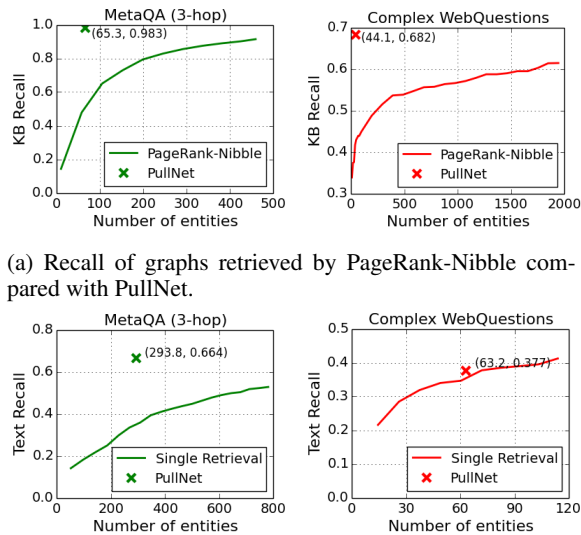 MetaQA (3-hop)
KB Recall
1.0
0.8
0.6
0.4
0.2
0.0
(65.3, 0.983)
PageRank-Nibble
PullNet
0 100 200 300 400 500
Number of entities
Complex WebQuestions
KB Recall
0.7
0.6
0.5
0.4
0.3
(44.1, 0.682)
PageRank-Nibble
PullNet
0 500 1000 1500 2000
Number of entities
(a) Recall of graphs retrieved by PageRank-Nibble com-
pared with PullNet.
MetaQA (3-hop)
Text Recall
0.8
0.6
0.4
0.2
0.0
(293.8, 0.664)
Single Retrieval
PullNet
0 200 400 600 800
Number of entities
Complex WebQuestions
Text Recall
0.5
0.4
0.3
0.2
0.1
0.0
(63.2, 0.377)
Single Retrieval
PullNet
0 30 60 90 120
Number of entities